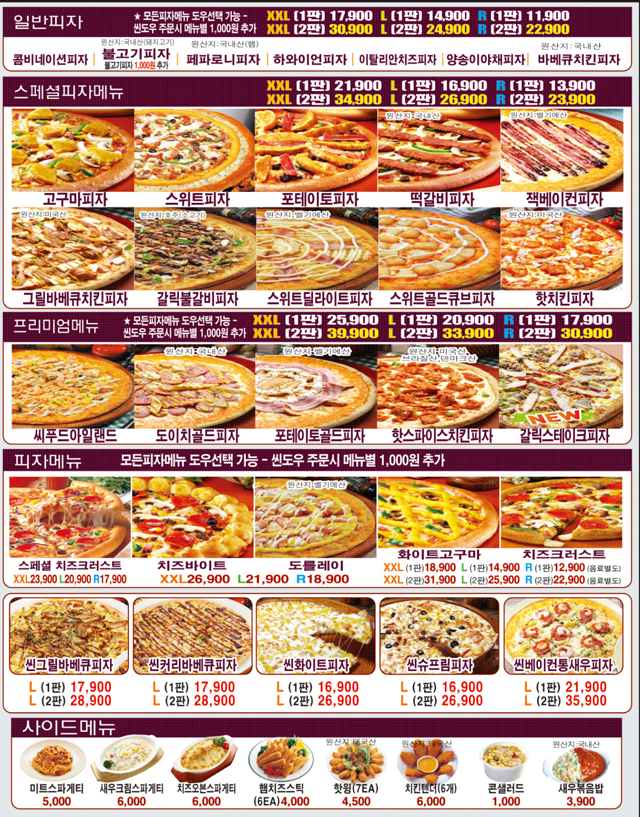 일반피자
★ 모든피자메뉴 도우선택 가능 -
씬도우 주문시 메뉴별 1,000원 추가
XXL (1판) 17,900 L (1판) 14,900 R (1판) 11,900
XXL (2판) 30,900 L (2판) 24,900 R (2판) 22,900
원산지:국내산(돼지고기) 원산지:국내산(햄) 원산지:국내산
콤비네이션피자 불고기피자 페파로니피자 하와이언피자 이탈리안치즈피자 양송이야채피자 바베큐치킨피자
불고기피자 1,000원 추가
스페셜피자메뉴
XXL (1판) 21,900 L (1판) 16,900 R (1판) 13,900
XXL (2판) 34,900 L (2판) 26,900 R (2판) 23,900
원산지:국내산 원산지:벨기에산
고구마피자 스위트피자 포테이토피자 떡갈비피자 잭베이컨피자
원산지:미국산 원산지:호주(소고기) 원산지:벨기에산 원산지:미국산
그릴바베큐치킨피자 갈릭불갈비피자 스위트딜라이트피자 스위트골드큐브피자 핫치킨피자
프리미엄메뉴
★ 모든피자메뉴 도우선택 가능 -
씬도우 주문시 메뉴별 1,000원 추가
XXL (1판) 25,900 L (1판) 20,900 R (1판) 17,900
XXL (2판) 39,900 L (2판) 33,900 R (2판) 30,900
원산지:국내산 원산지:벨기에산 원산지:미국산,
브라질산,덴마크산
NEW
씨푸드아일랜드 도이치골드피자 포테이토골드피자 핫스파이스치킨피자 갈릭스테이크피자
피자메뉴 모든피자메뉴 도우선택 가능 - 씬도우 주문시 메뉴별 1,000원 추가
원산지:벨기에산
스페셜 치즈크러스트 치즈바이트 도블레이 화이트고구마 치즈크러스트
XXL23,900 L20,900 R17,900
XXL26,900 L21,900 R18,900
XXL (1판)18,900 L (1판)14,900 R (1판)12,900 (음료별도)
XXL (2판)31,900 L (2판)25,900 R (2판)22,900 (음료별도)
씬그릴바베큐피자 씬커리바베큐피자 씬화이트피자 씬슈프림피자 씬베이컨통새우피자
L (1판) 17,900 L (1판) 17,900 L (1판) 16,900 L (1판) 16,900 L (1판) 21,900
L (2판) 28,900 L (2판) 28,900 L (2판) 26,900 L (2판) 26,900 L (2판) 35,900
사이드메뉴
원산지:태국산 원산지:태국산 원산지:국내산
미트스파게티 새우크림스파게티 치즈오븐스파게티 햄치즈스틱 핫윙(7EA) 치킨텐더(6개) 콘샐러드 새우볶음밥
5,000 6,000 6,000 (6EA)4,000 4,500 6,000 1,000 3,900